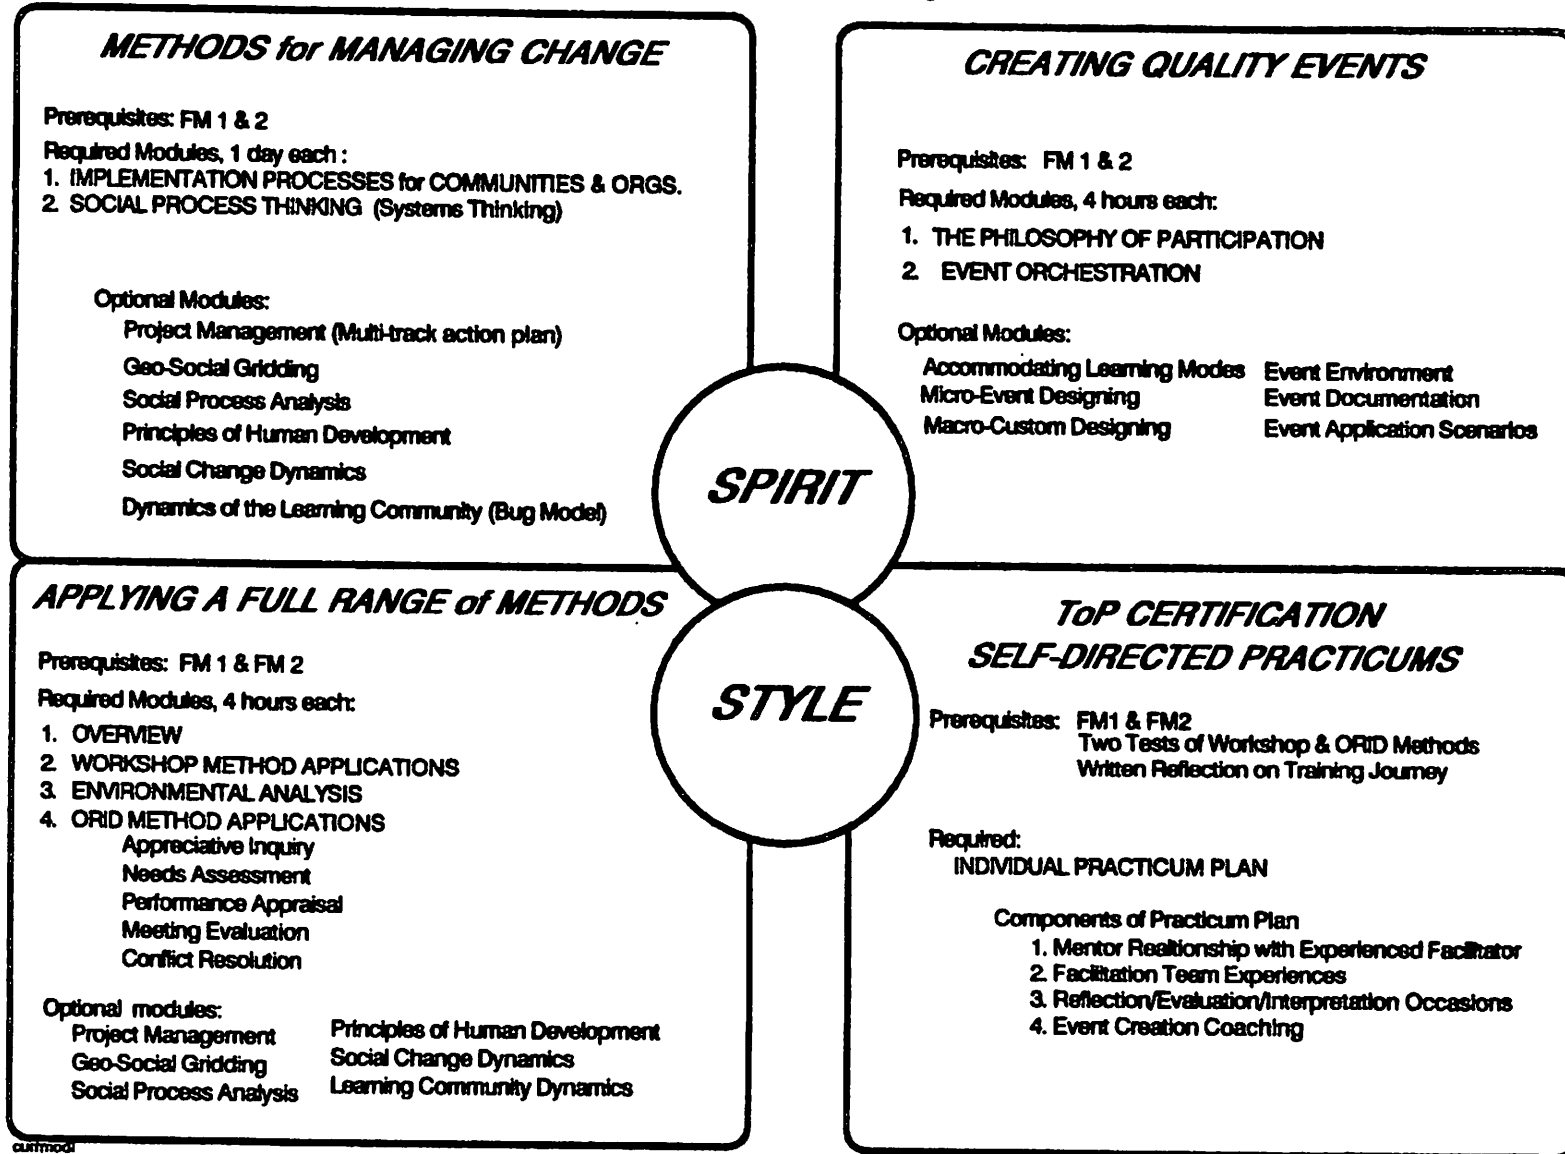 METHODS for MANAGING CHANGE
Prerequisites: FM 1 & 2
Required Modules, 1 day each :
1. IMPLEMENTATION PROCESSES for COMMUNITIES & ORGS.
2. SOCIAL PROCESS THINKING (Systems Thinking)
Optional Modules:
Project Management (Multi-track action plan)
Geo-Social Gridding
Social Process Analysis
Principles of Human Development
Social Change Dynamics
Dynamics of the Learning Community (Bug Model)
CREATING QUALITY EVENTS
Prerequisites: FM 1 & 2
Required Modules, 4 hours each:
1. THE PHILOSOPHY OF PARTICIPATION
2. EVENT ORCHESTRATION
Optional Modules:
Accommodating Learning Modes
Micro-Event Designing
Macro-Custom Designing
Event Environment
Event Documentation
Event Application Scenarios
SPIRIT
STYLE
APPLYING A FULL RANGE of METHODS
Prerequisites: FM 1 & FM 2
Required Modules, 4 hours each:
1. OVERVIEW
2. WORKSHOP METHOD APPLICATIONS
3. ENVIRONMENTAL ANALYSIS
4. ORID METHOD APPLICATIONS
Appreciative Inquiry
Needs Assessment
Performance Appraisal
Meeting Evaluation
Conflict Resolution
Optional modules:
Project Management
Geo-Social Gridding
Social Process Analysis
Principles of Human Development
Social Change Dynamics
Learning Community Dynamics
ToP CERTIFICATION
SELF-DIRECTED PRACTICUMS
Prerequisites: FM1 & FM2
Two Tests of Workshop & ORID Methods
Written Reflection on Training Journey
Required:
INDIVIDUAL PRACTICUM PLAN
Components of Practicum Plan
1. Mentor Realtionship with Experienced Facilitator
2. Facilitation Team Experiences
3. Reflection/Evaluation/Interpretation Occasions
4. Event Creation Coaching